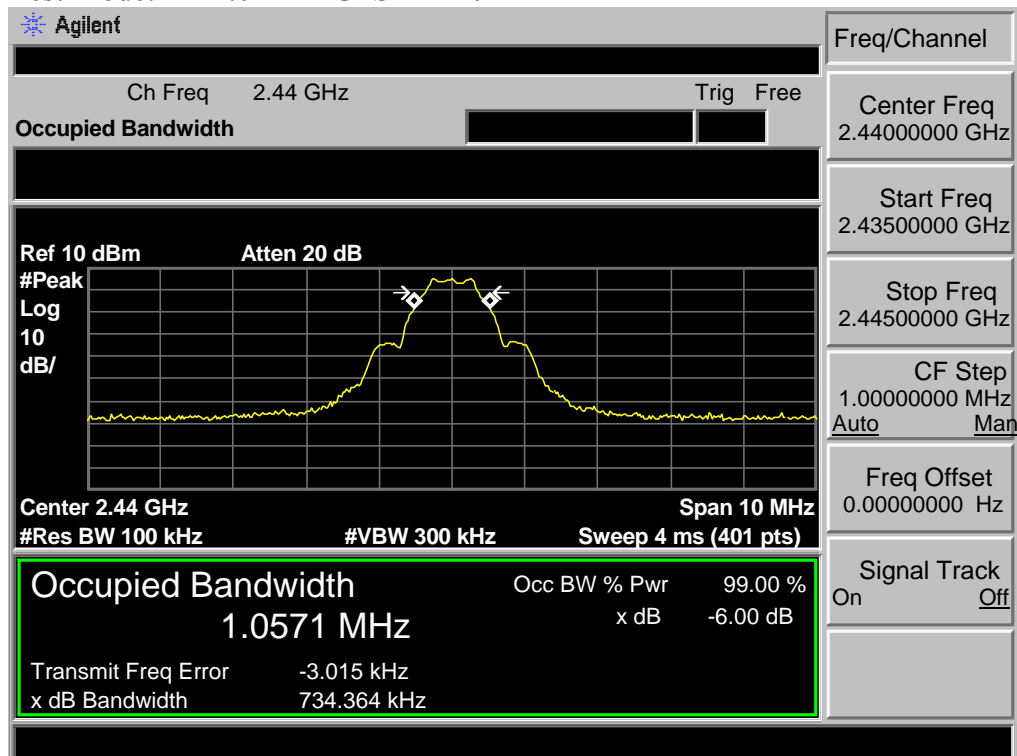 Agilent
Freq/Channel
Ch Freq 2.44 GHz Trig Free
Occupied Bandwidth
Center Freq
2.44000000 GHz
Start Freq
2.43500000 GHz
Stop Freq
2.44500000 GHz
CF Step
1.00000000 MHz
Auto Man
Freq Offset
0.00000000 Hz
Signal Track
On Off
Ref 10 dBm Atten 20 dB
#Peak
Log
10
dB/
Center 2.44 GHz Span 10 MHz
#Res BW 100 kHz #VBW 300 kHz Sweep 4 ms (401 pts)
Occupied Bandwidth Occ BW % Pwr 99.00 %
1.0571 MHz x dB -6.00 dB
Transmit Freq Error -3.015 kHz
x dB Bandwidth 734.364 kHz